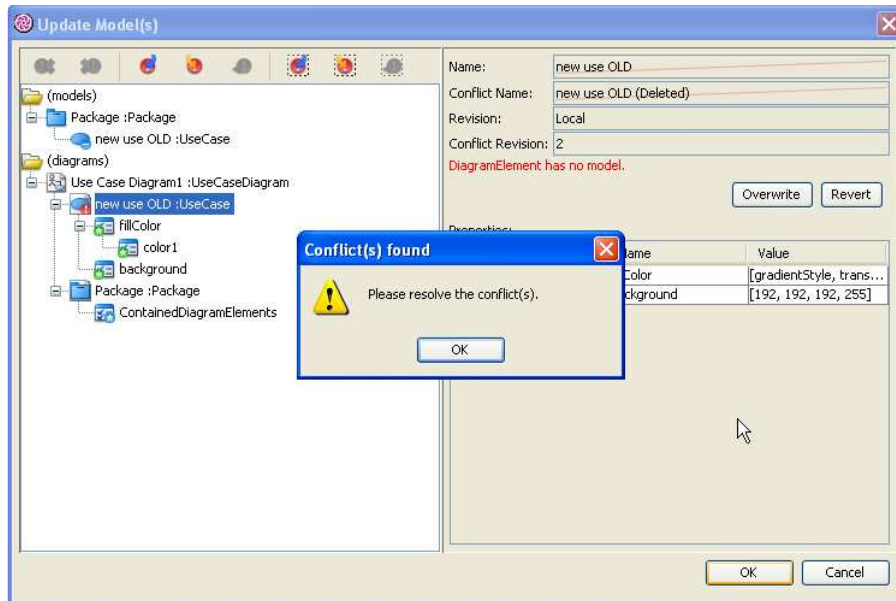 Update Model(s)
(models)
Package :Package
new use OLD :UseCase
(diagrams)
Use Case Diagram1 :UseCaseDiagram
new use OLD :UseCase
fillColor
color1
background
Package :Package
ContainedDiagramElements
Name: new use OLD
Conflict Name: new use OLD (Deleted)
Revision: Local
Conflict Revision: 2
DiagramElement has no model.
Overwrite Revert
Value
[gradientStyle, trans...
[192, 192, 192, 255]
Conflict(s) found
Please resolve the conflict(s).
OK
OK Cancel